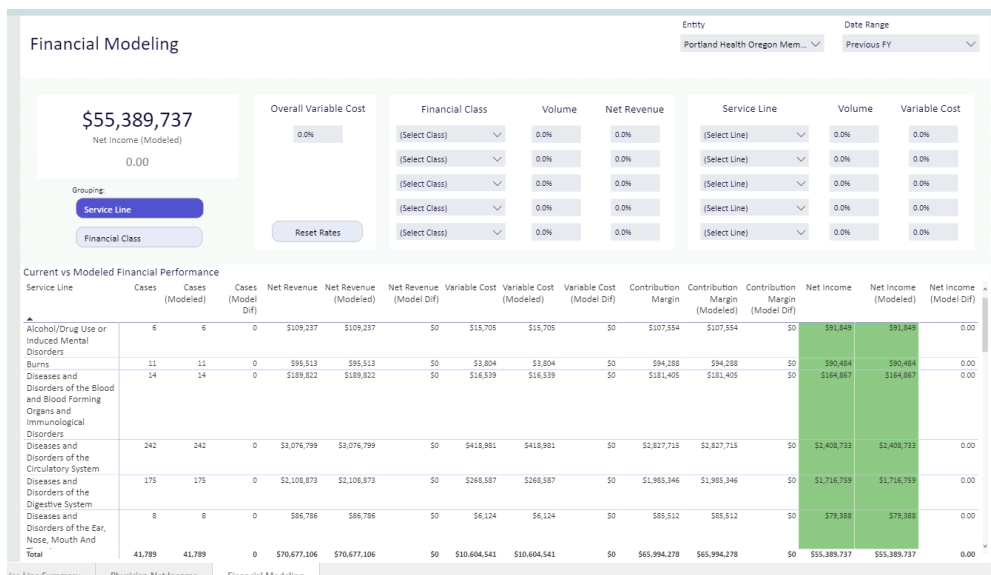 Financial Modeling
Entity
Portland Health Oregon Mem...
Date Range
Previous FY
$55,389,737
Net Income (Modeled)
0.00
Grouping:
Service Line
Financial Class
Overall Variable Cost
0.0%
Reset Rates
Financial Class Volume Net Revenue
(Select Class) 0.0% 0.0%
(Select Class) 0.0% 0.0%
(Select Class) 0.0% 0.0%
(Select Class) 0.0% 0.0%
(Select Class) 0.0% 0.0%
Service Line Volume Variable Cost
(Select Line) 0.0% 0.0%
(Select Line) 0.0% 0.0%
(Select Line) 0.0% 0.0%
(Select Line) 0.0% 0.0%
(Select Line) 0.0% 0.0%
Current vs Modeled Financial Performance
Service Line Cases Cases Cases Net Revenue Net Revenue Net Revenue Variable Cost Variable Cost Variable Cost Contribution Contribution Contribution Net Income Net Income Net Income
(Modeled) (Model (Modeled) (Model Dif) (Modeled) (Model Dif) Margin Margin Margin (Modeled) (Model Dif)
Dif) (Modeled) (Model Dif)
Alcohol/Drug Use or 6 6 0 $109,237 $109,237 $0 $15,705 $15,705 $0 $107,554 $107,554 $0 $91,849 $91,849 0.00
Induced Mental
Disorders
Burns 11 11 0 $95,513 $95,513 $0 $3,804 $3,804 $0 $94,288 $94,288 $0 $90,484 $90,484 0.00
Diseases and 14 14 0 $189,822 $189,822 $0 $16,539 $16,539 $0 $181,405 $181,405 $0 $164,867 $164,867 0.00
Disorders of the Blood
and Blood Forming
Organs and
Immunological
Disorders
Diseases and 242 242 0 $3,076,799 $3,076,799 $0 $418,981 $418,981 $0 $2,827,715 $2,827,715 $0 $2,408,733 $2,408,733 0.00
Disorders of the
Circulatory System
Diseases and 175 175 0 $2,108,873 $2,108,873 $0 $268,587 $268,587 $0 $1,985,346 $1,985,346 $0 $1,716,759 $1,716,759 0.00
Disorders of the
Digestive System
Diseases and 8 8 0 $86,786 $86,786 $0 $6,124 $6,124 $0 $85,512 $85,512 $0 $79,388 $79,388 0.00
Disorders of the Ear,
Nose, Mouth And
Total 41,789 41,789 0 $70,677,106 $70,677,106 $0 $10,604,541 $10,604,541 $0 $65,994,278 $65,994,278 $0 $55,389,737 $55,389,737 0.00
Line Summary Physician Net Income Financial Modeling